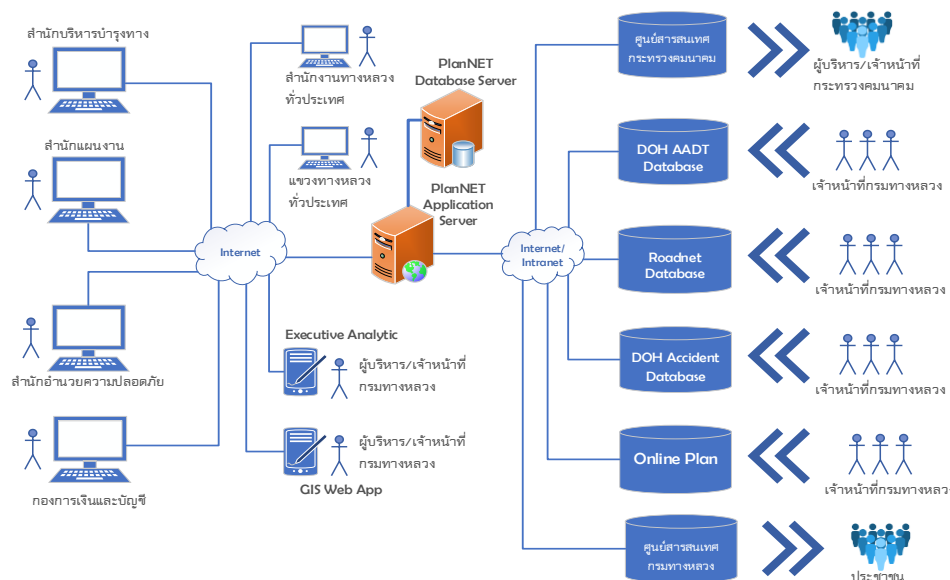 สำนักบริหารบำรุงทาง
สำนักแผนงาน
สำนักอำนวยความปลอดภัย
กองการเงินและบัญชี
สำนักงานทางหลวง
ทั่วประเทศ
แขวงทางหลวง
ทั่วประเทศ
Internet
Executive Analytic
ผู้บริหาร/เจ้าหน้าที่
กรมทางหลวง
ผู้บริหาร/เจ้าหน้าที่
กรมทางหลวง
GIS Web App
PlanNET
Database Server
PlanNET
Application
Server
Internet/
Intranet
ศูนย์สารสนเทศ
กระทรวงคมนาคม
ผู้บริหาร/เจ้าหน้าที่
กระทรวงคมนาคม
DOH AADT
Database
เจ้าหน้าที่กรมทางหลวง
Roadnet
Database
เจ้าหน้าที่กรมทางหลวง
DOH Accident
Database
เจ้าหน้าที่กรมทางหลวง
Online Plan
เจ้าหน้าที่กรมทางหลว
ศูนย์สารสนเทศ
กรมทางหลวง
ประชาชน